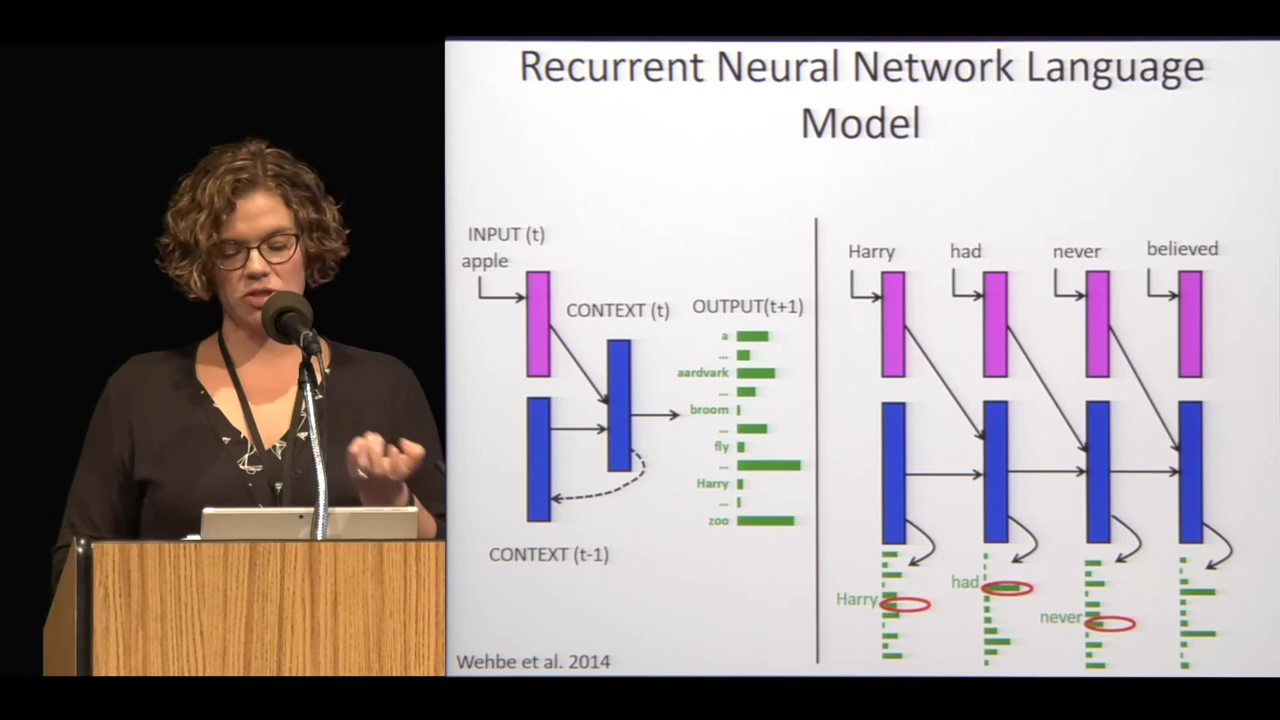 Recurrent Neural Network Language
Model
INPUT (t)
apple
CONTEXT (t)
OUTPUT(t+1)
a
...
aardvark
...
broom
...
fly
...
Harry
...
zoo
CONTEXT (t-1)
Wehbe et al. 2014
Harry had never believed
Harry
had
never